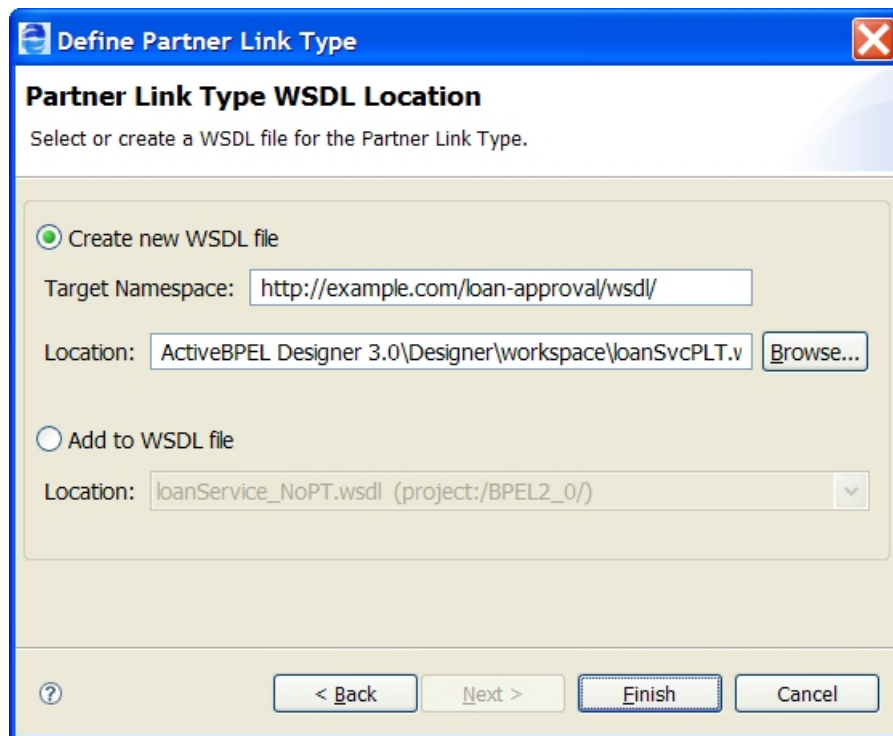 Define Partner Link Type
Partner Link Type WSDL Location
Select or create a WSDL file for the Partner Link Type.
Create new WSDL file
Target Namespace: http://example.com/loan-approval/wsdl/
Location: ActiveBPEL Designer 3.0\Designer\workspace\loanSvcPLT.w Browse...
Add to WSDL file
Location: loanService_NoPT.wsdl (project:/BPEL2_0/)
? < Back Next > Finish Cancel